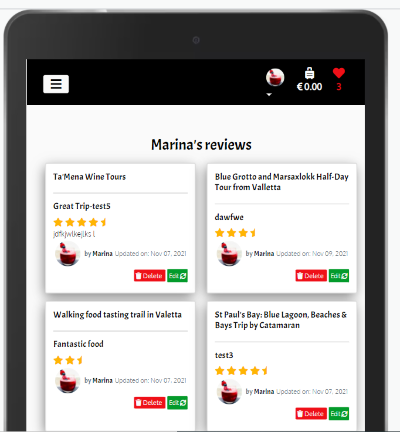 € 0.00
3
Marina's reviews
Ta'Mena Wine Tours
Great Trip-test5
by Marina Updated on: Nov 07, 2021
Delete Edit
Blue Grotto and Marsaxlokk Half-Day
Tour from Valletta
dawfwe
by Marina Updated on: Nov 09, 2021
Delete Edit
Walking food tasting trail in Valetta
Fantastic food
by Marina Updated on: Nov 07, 2021
Delete Edit
St Paul's Bay: Blue Lagoon, Beaches &
Bays Trip by Catamaran
test3
by Marina Updated on: Nov 07, 2021
Delete Edit